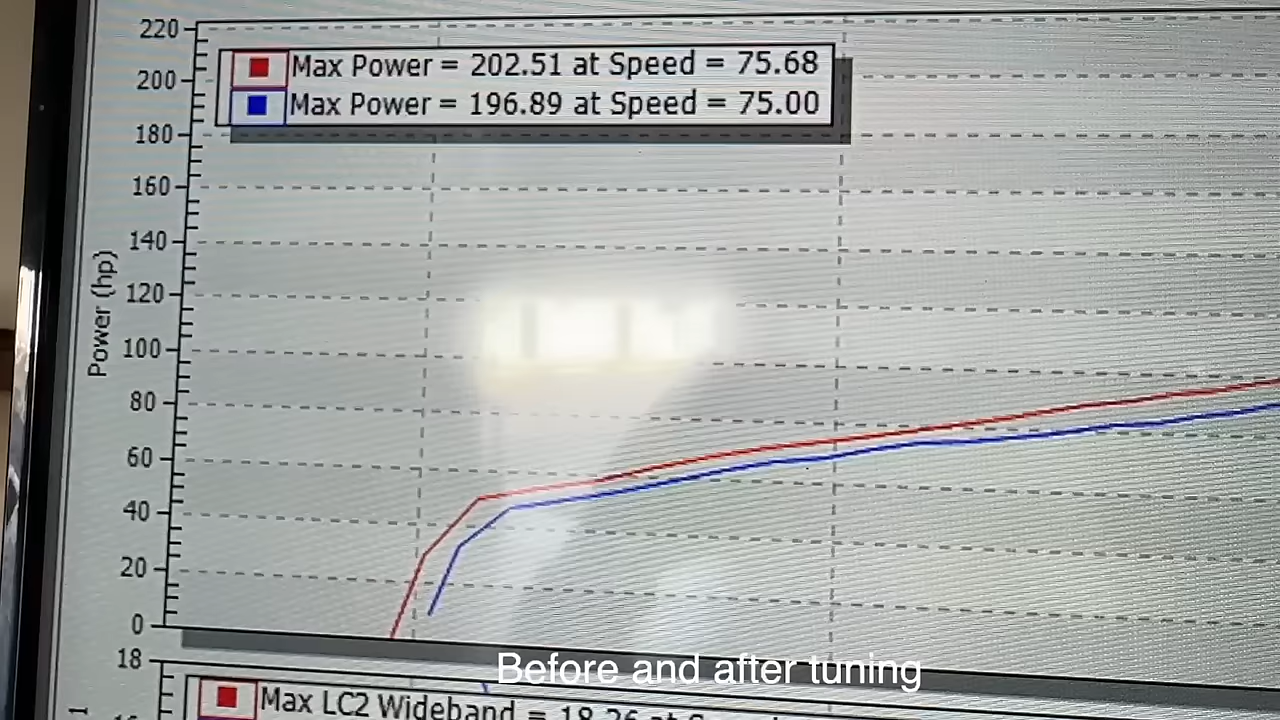 220
Max Power = 202.51 at Speed = 75.68
200
Max Power = 196.89 at Speed = 75.00
180
160
140
120
Power (hp)
100
80
60
40
20
0
Before and after tuning
18
Max LC2 Wideband = 18.26 at